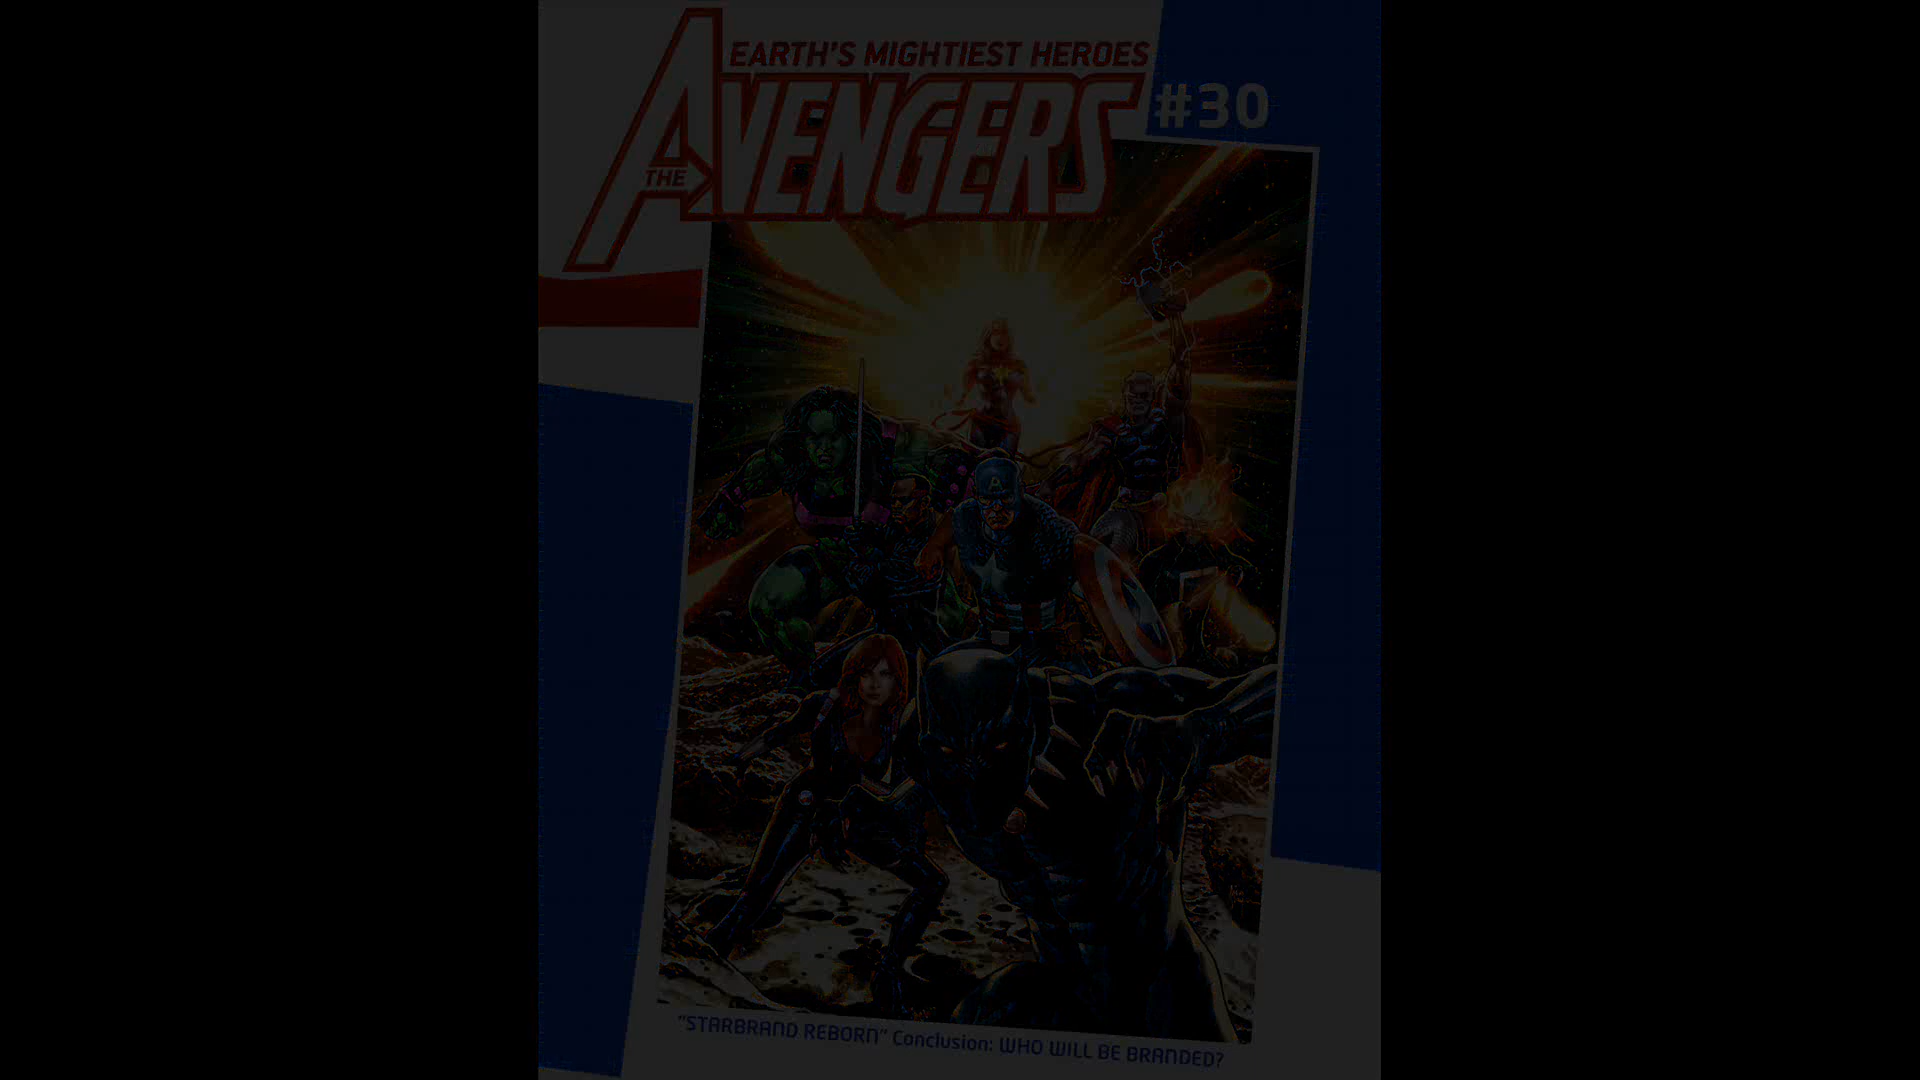 EARTH'S MIGHTIEST HEROES
THE AVENGERS
#30
A
"STARBRAND REBORN" Conclusion: WHO WILL BE BRANDED?